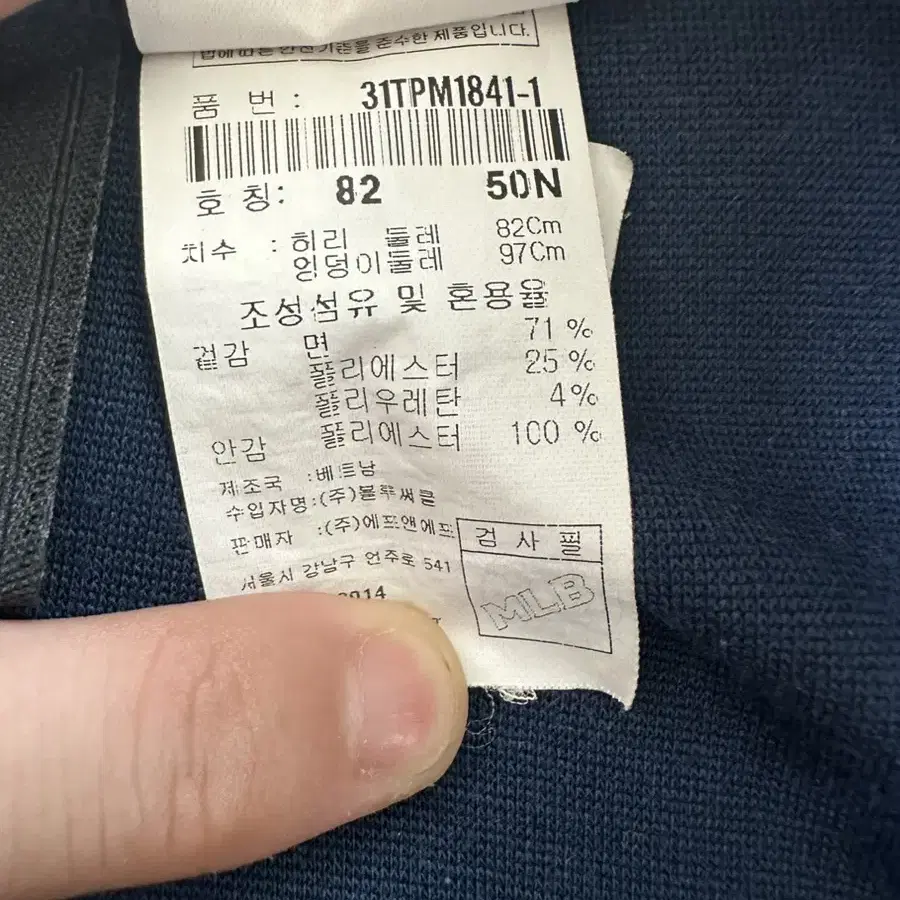 법에 따른 안전기준을 준수한 제품입니다.
품 번 : 31TPM1841-1
호 칭: 82 50N
치수 : 허리 둘레 82Cm
엉덩이둘레 97Cm
조성섬유 및 혼용율
겉감 면 71 %
폴리에스터 25 %
폴리우레탄 4%
안감 폴리에스터 100 %
제조국 :베트남
수입자명:(주)블루써클
판매자 :(주)에프앤에프
서울시 강남구 언주로 541
검 사 필
MLB